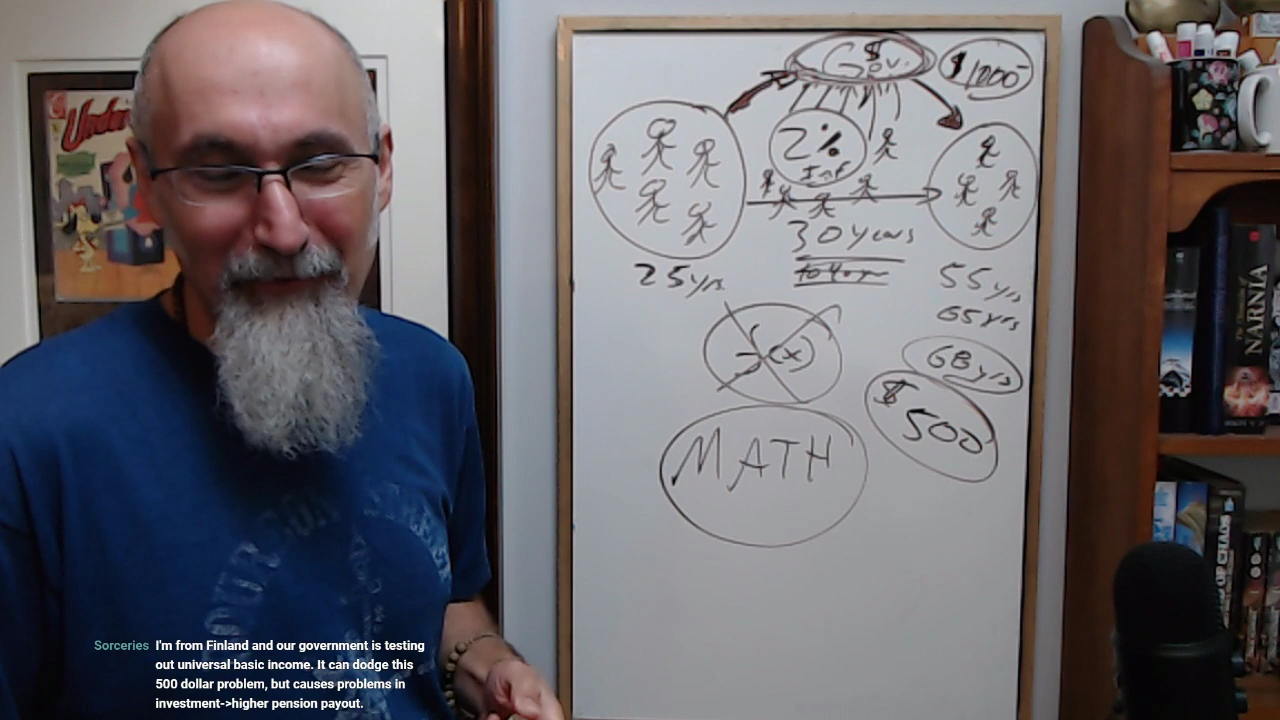 Gov.
$
$1000
2%
Inf
30 years
25 yrs
55 yrs
65 yrs
68 yrs
f(x)
$500
MATH
NARNIA
OF CHAOS
Sorceries I'm from Finland and our government is testing
out universal basic income. It can dodge this
500 dollar problem, but causes problems in
investment->higher pension payout.